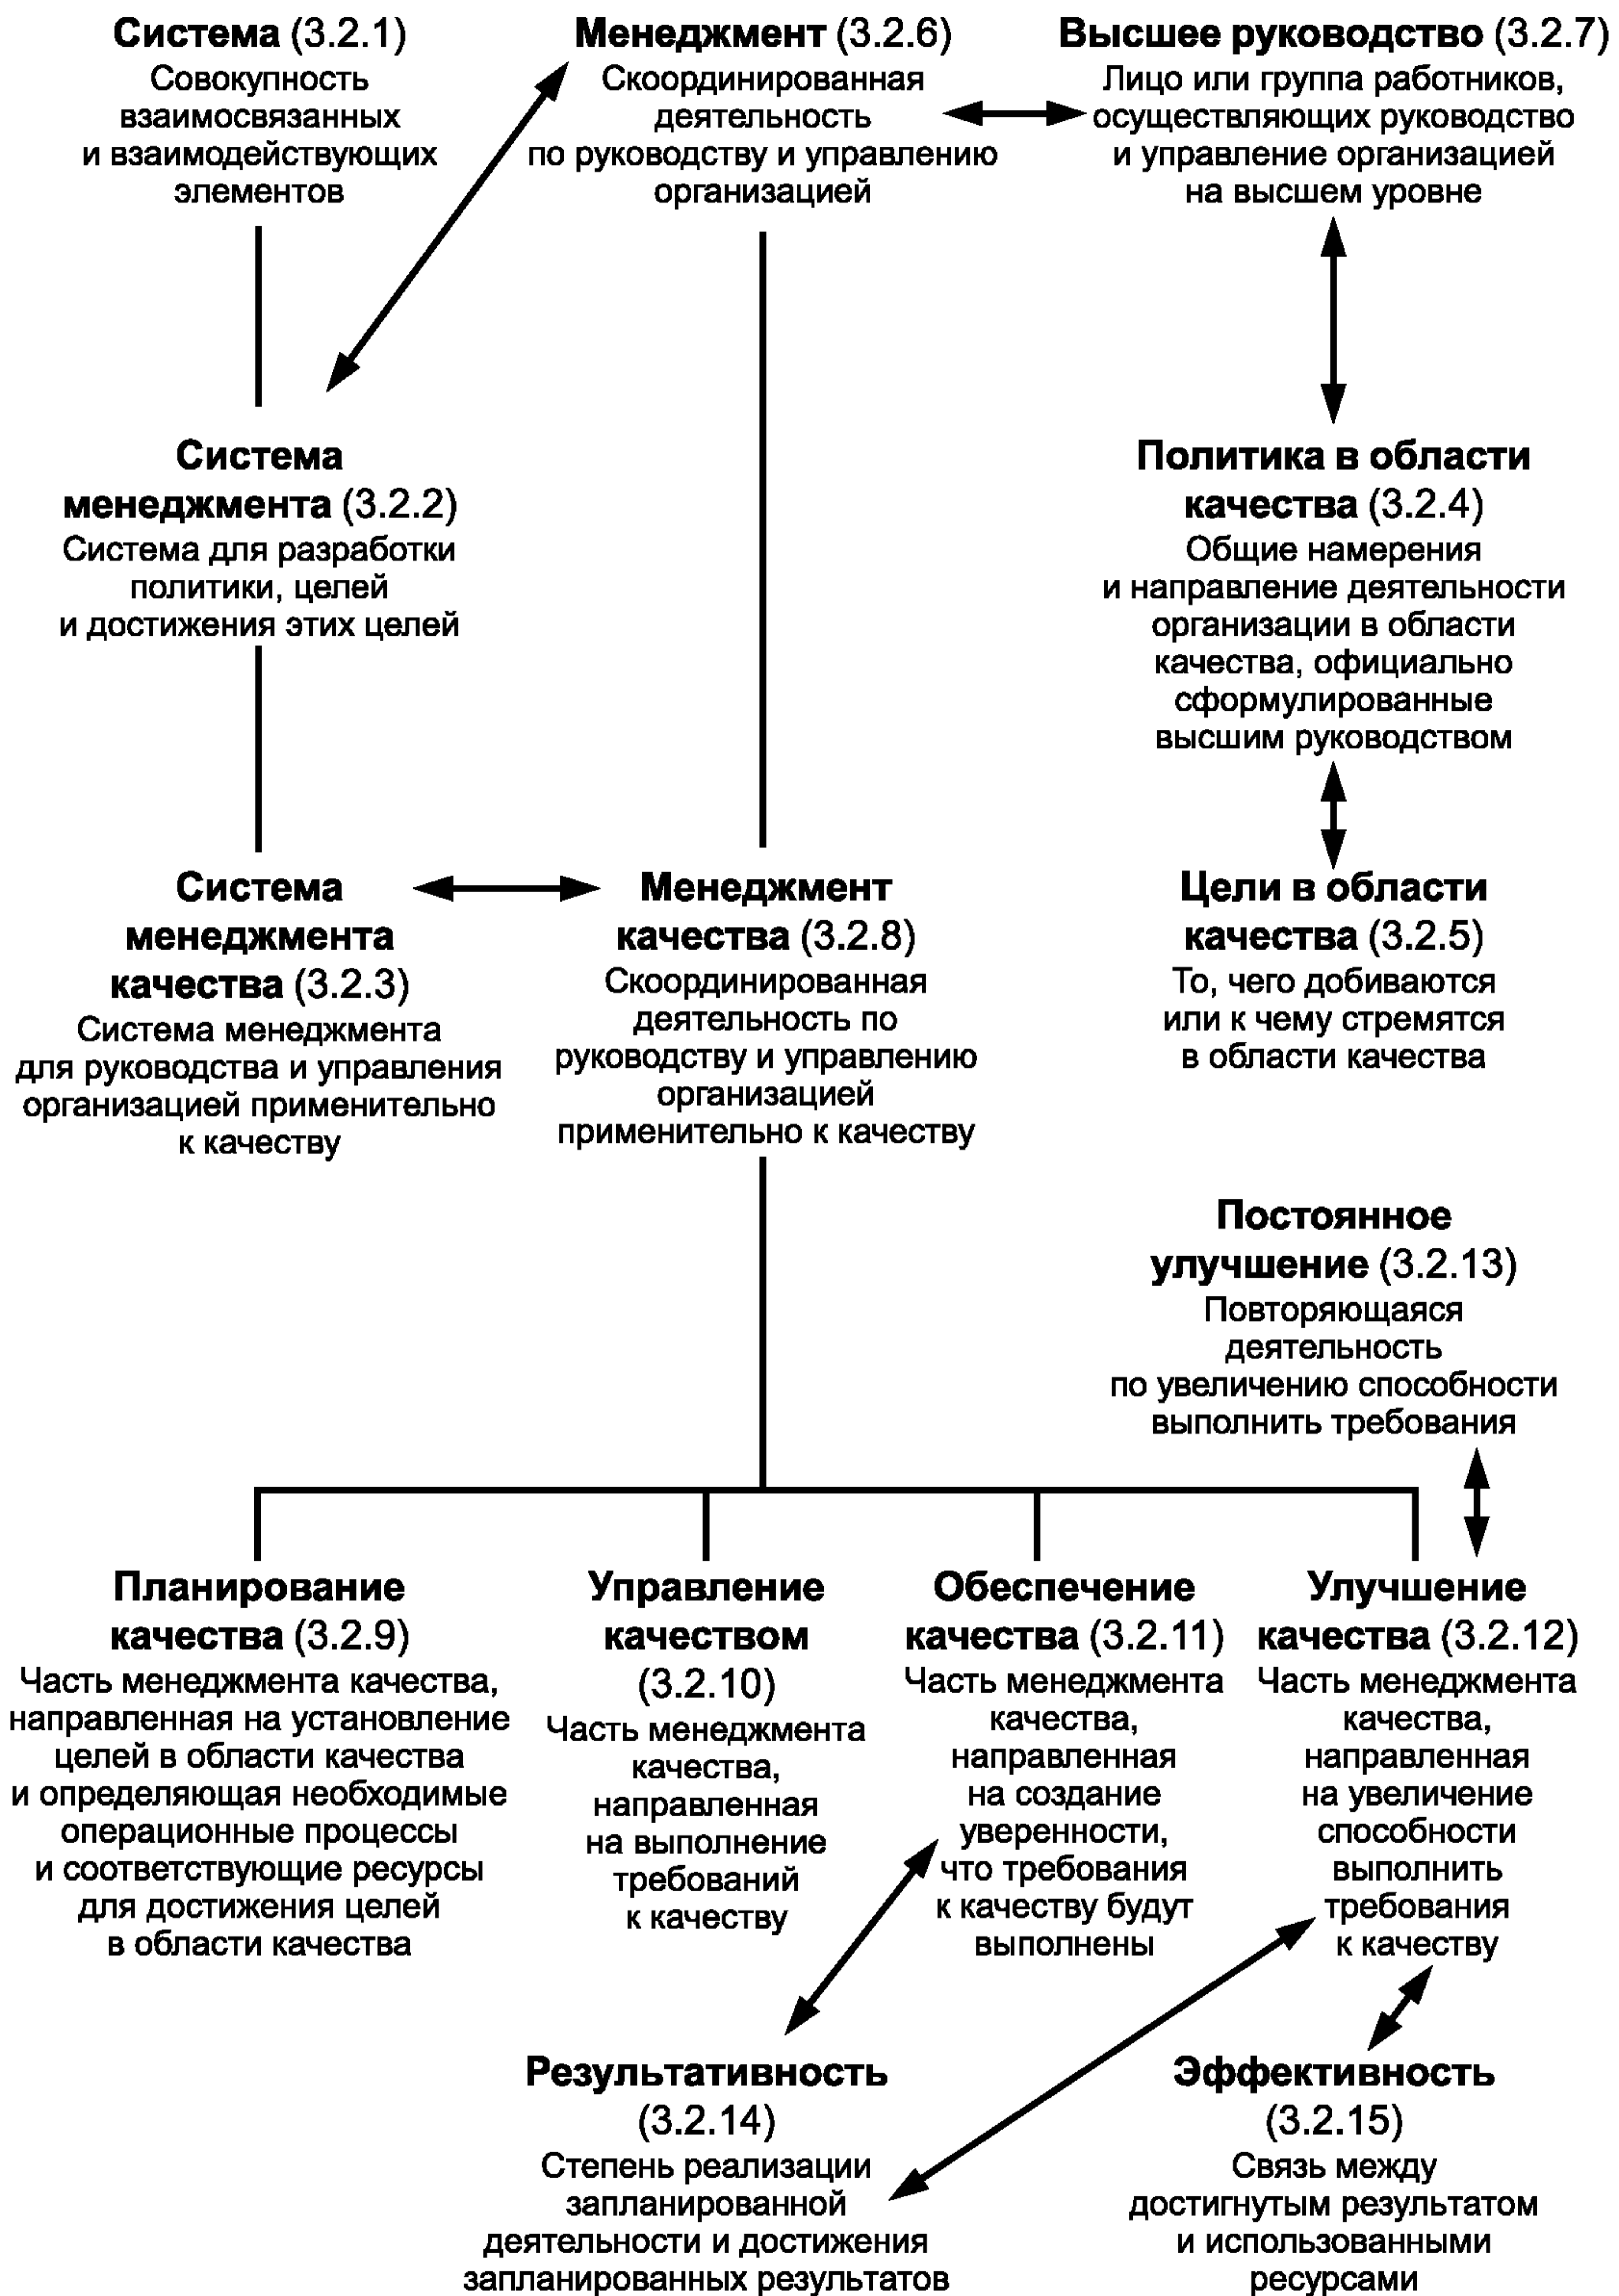 Система (3.2.1)
Совокупность
взаимосвязанных
и взаимодействующих
элементов
Менеджмент (3.2.6)
Скоординированная
деятельность
по руководству и управлению
организацией
Высшее руководство (3.2.7)
Лицо или группа работников,
осуществляющих руководство
и управление организацией
на высшем уровне
Система
менеджмента (3.2.2)
Система для разработки
политики, целей
и достижения этих целей
Политика в области
качества (3.2.4)
Общие намерения
и направление деятельности
организации в области
качества, официально
сформулированные
высшим руководством
Система
менеджмента
качества (3.2.3)
Система менеджмента
для руководства и управления
организацией применительно
к качеству
Менеджмент
качества (3.2.8)
Скоординированная
деятельность по
руководству и управлению
организацией
применительно к качеству
Цели в области
качества (3.2.5)
То, чего добиваются
или к чему стремятся
в области качества
Постоянное
улучшение (3.2.13)
Повторяющаяся
деятельность
по увеличению способности
выполнить требования
Планирование
качества (3.2.9)
Часть менеджмента качества,
направленная на установление
целей в области качества
и определяющая необходимые
операционные процессы
и соответствующие ресурсы
для достижения целей
в области качества
Управление
качеством
(3.2.10)
Часть менеджмента
качества,
направленная
на выполнение
требований
к качеству
Обеспечение
качества (3.2.11)
Часть менеджмента
качества,
направленная
на создание
уверенности,
что требования
к качеству будут
выполнены
Улучшение
качества (3.2.12)
Часть менеджмента
качества,
направленная
на увеличение
способности
выполнить
требования
к качеству
Результативность
(3.2.14)
Степень реализации
запланированной
деятельности и достижения
запланированных результатов
Эффективность
(3.2.15)
Связь между
достигнутым результатом
и использованными
ресурсами